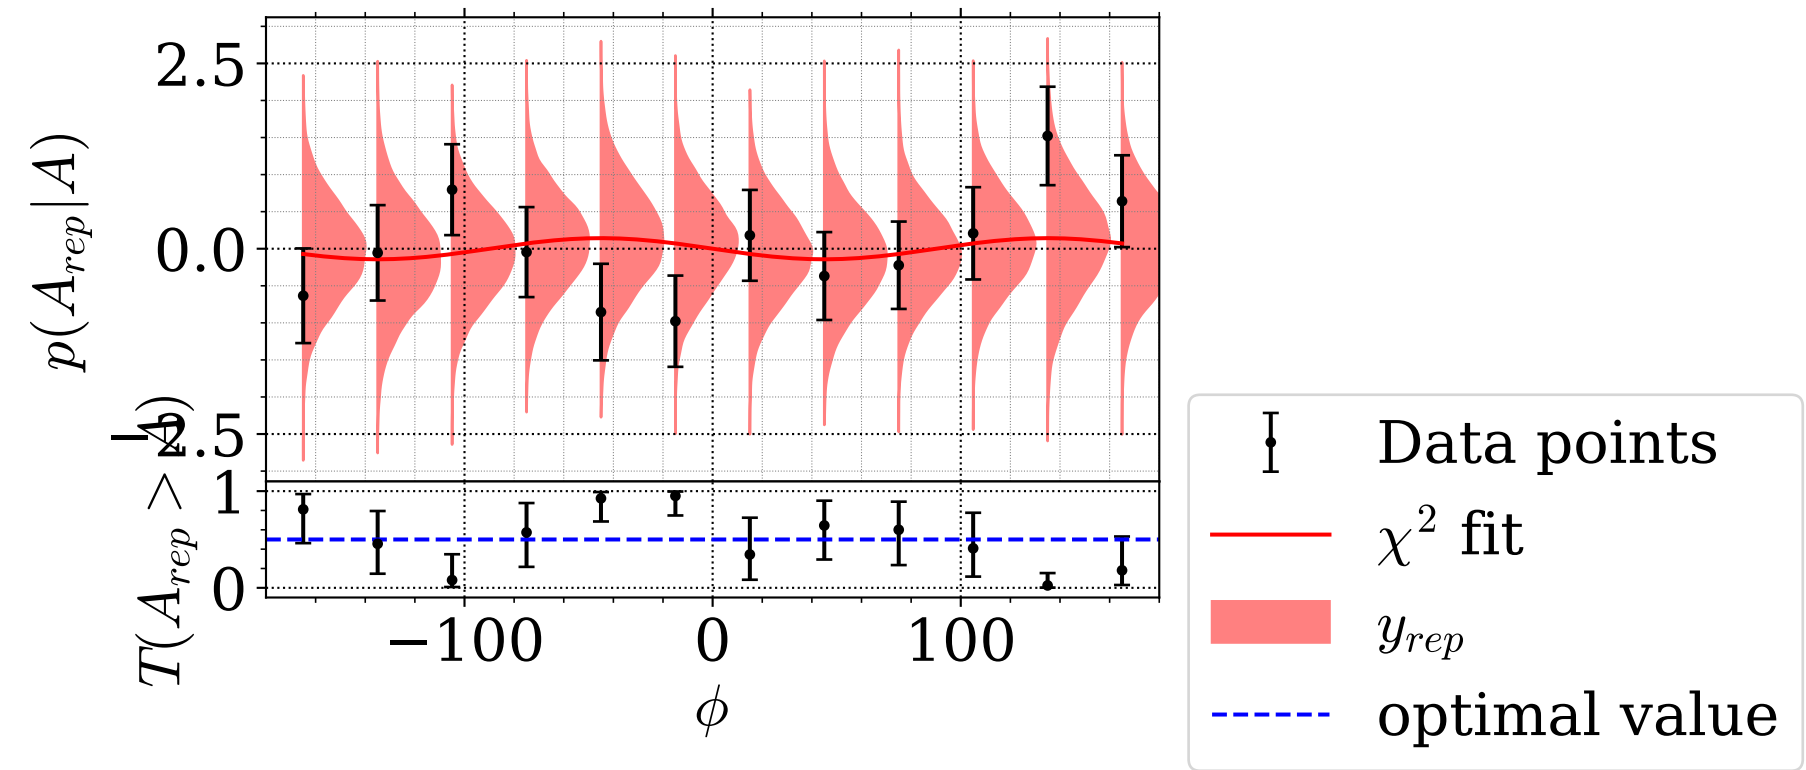 p(A_rep|A)
2.5
0.0
−2.5
T(A_rep > A)
1
0
−100 0 100
ϕ
Data points
χ² fit
y_rep
optimal value